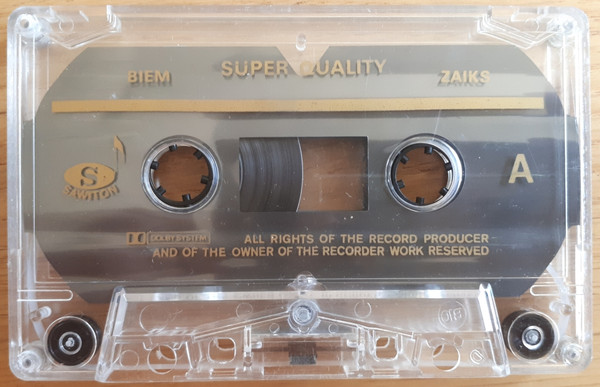 SUPER QUALITY
BIEM ZAIKS
S
A
DOLBY SYSTEM
ALL RIGHTS OF THE RECORD PRODUCER
AND OF THE OWNER OF THE RECORDER WORK RESERVED